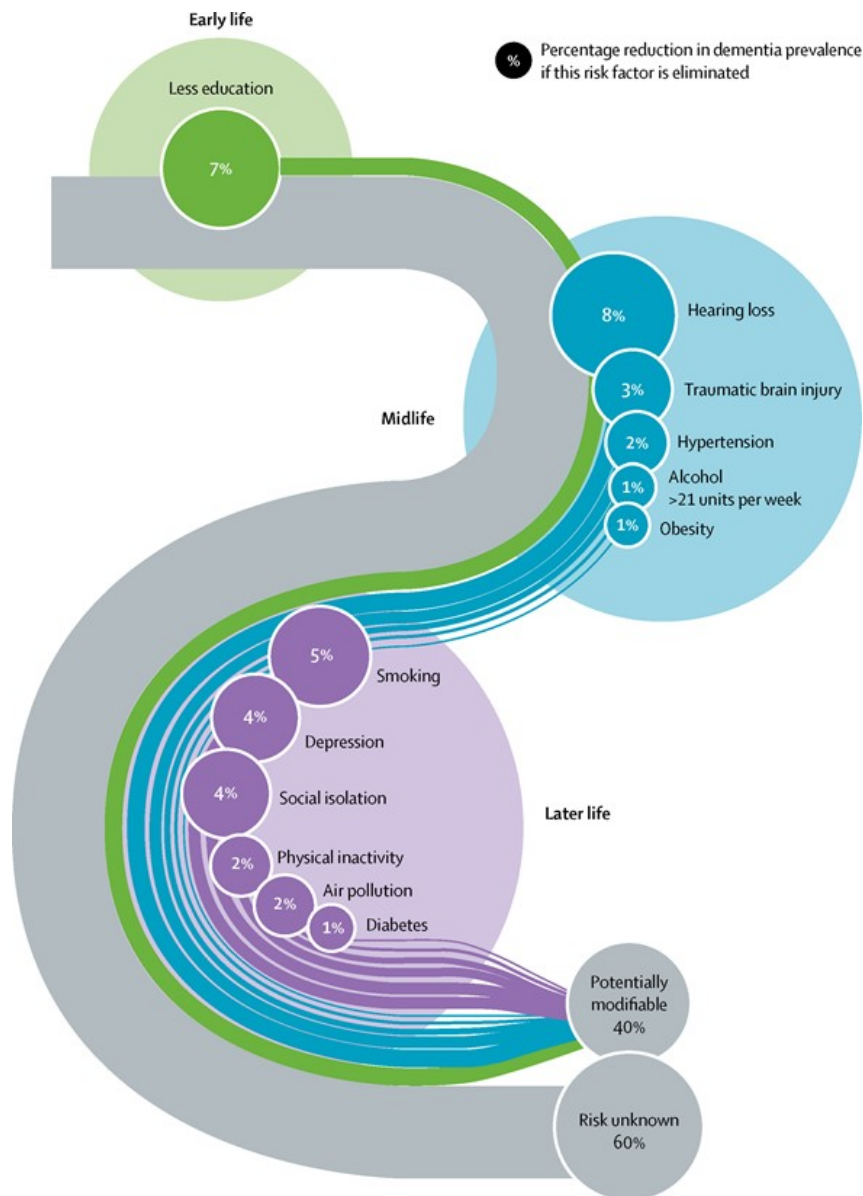 Early life
Percentage reduction in dementia prevalence
% if this risk factor is eliminated
Less education
7%
8% Hearing loss
3% Traumatic brain injury
Midlife
2% Hypertension
Alcohol
1% >21 units per week
1% Obesity
5%
Smoking
4%
Depression
4% Social isolation
Later life
Physical inactivity
2%
Air pollution
2%
Diabetes
1%
Potentially
modifiable
40%
Risk unknown
60%